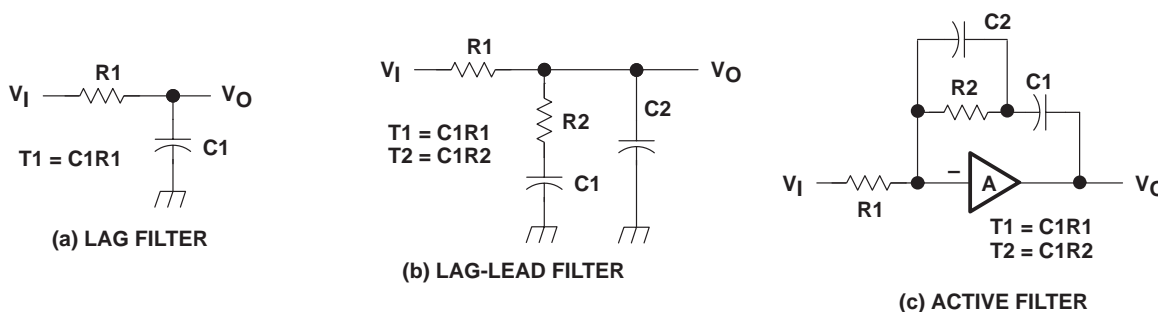 R1
VI
VO
C1
T1 = C1R1
(a) LAG FILTER
R1
VI
VO
R2
C2
T1 = C1R1
T2 = C1R2
C1
(b) LAG-LEAD FILTER
C2
C1
R2
VI
R1
–
A
VO
T1 = C1R1
T2 = C1R2
(c) ACTIVE FILTER